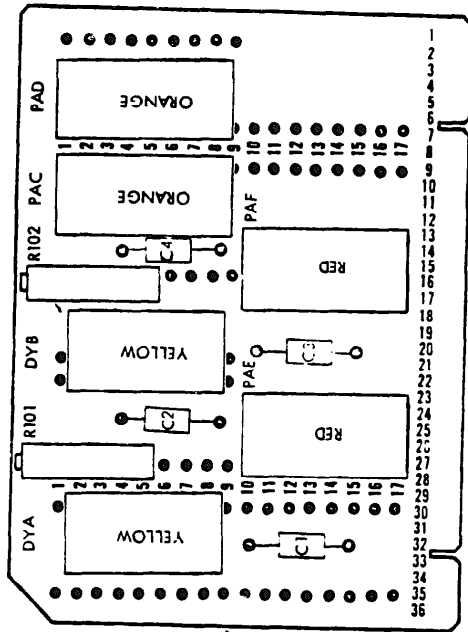 1
2
3
4
5
6
7
8
9
10
11
12
13
14
15
16
17
18
19
20
21
22
23
24
25
26
27
28
29
30
31
32
33
34
35
36
PAD
ORANGE
1 2 3 4 5 6 7 8 9 10 11 12 13 14 15 16 17
PAC
ORANGE
PAF
R102
C4
RED
DYB
YELLOW
C3
PAE
R101
C2
RED
1 2 3 4 5 6 7 8 9 10 11 12 13 14 15 16 17
DYA
YELLOW
C1